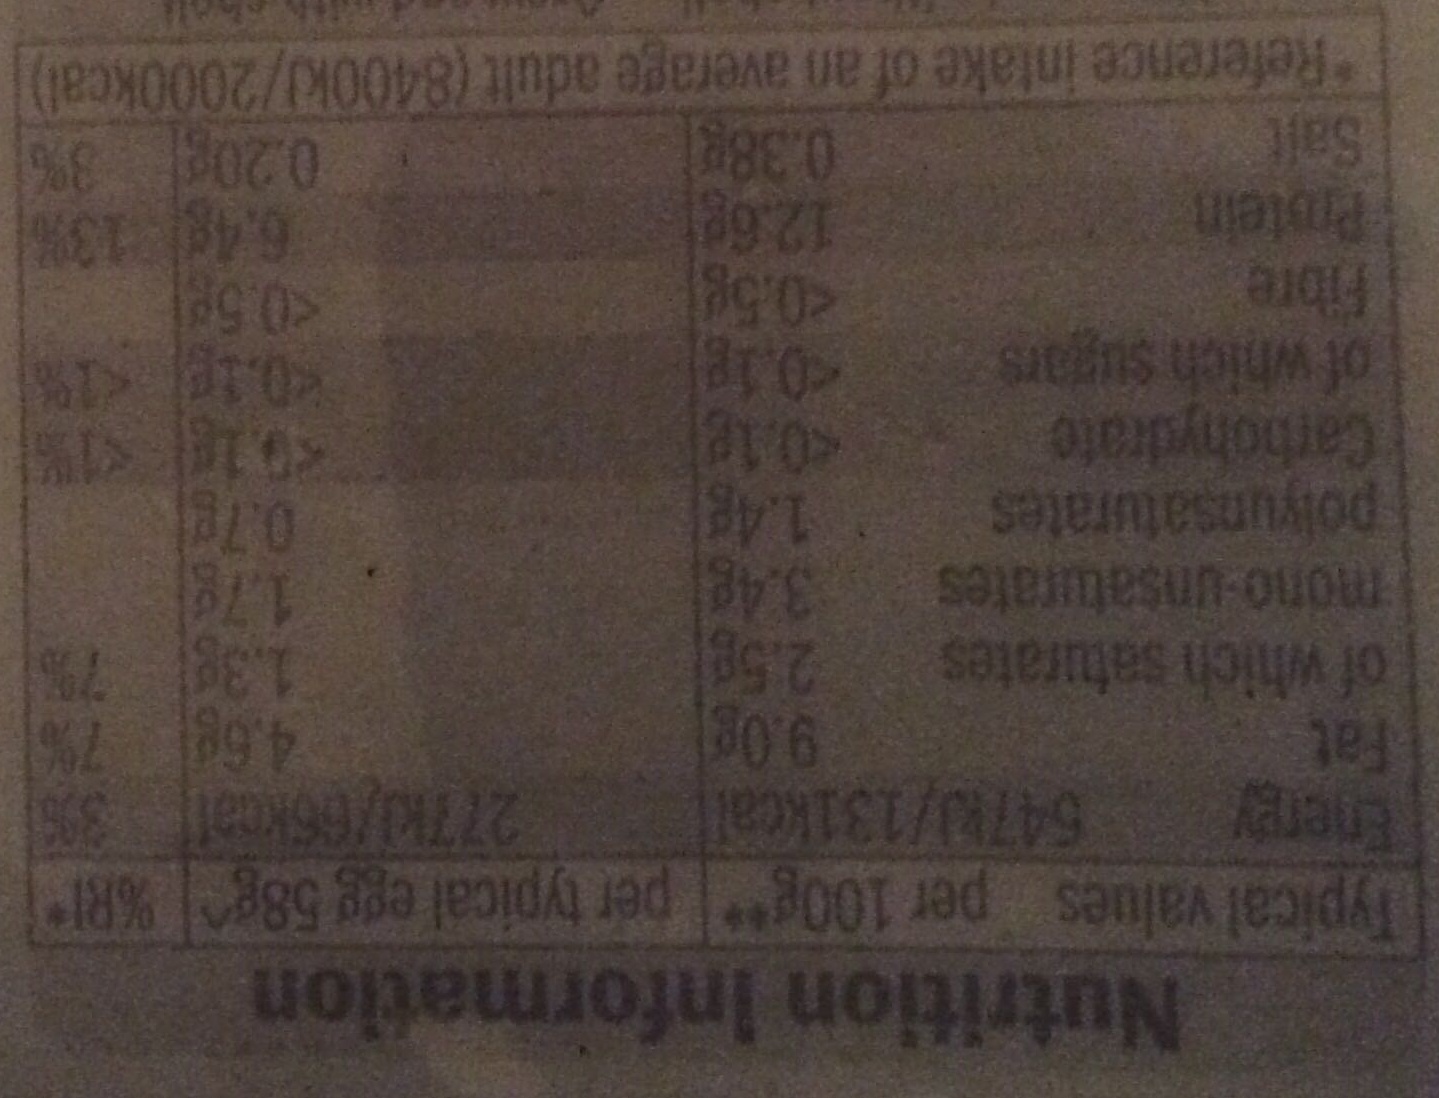 Nutrition Information
Typical values per 100g** per typical egg 58g^ %RI*
Energy 547kJ/131kcal 277kJ/66kcal 3%
Fat 9.0g 4.6g 7%
of which saturates 2.5g 1.3g 7%
mono-unsaturates 3.4g 1.7g
polyunsaturates 1.4g 0.7g
Carbohydrate <0.1g <0.1g <1%
of which sugars <0.1g <0.1g <1%
Fibre <0.5g <0.5g
Protein 12.6g 6.4g 13%
Salt 0.38g 0.20g 3%
*Reference intake of an average adult (8400kJ/2000kcal)